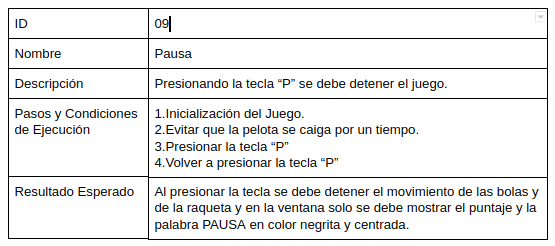 ID
09
Nombre
Pausa
Descripción
Presionando la tecla “P” se debe detener el juego.
Pasos y Condiciones
de Ejecución
1.Inicialización del Juego.
2.Evitar que la pelota se caiga por un tiempo.
3.Presionar la tecla “P”
4.Volver a presionar la tecla “P”
Resultado Esperado
Al presionar la tecla se debe detener el movimiento de las bolas y
de la raqueta y en la ventana solo se debe mostrar el puntaje y la
palabra PAUSA en color negrita y centrada.